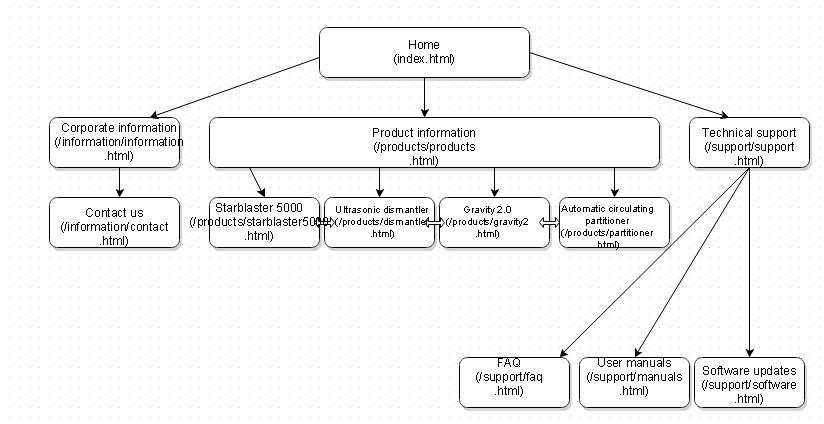 Home
(index.html)
Corporate information
(/information/information
.html)
Product information
(/products/products
.html)
Technical support
(/support/support
.html)
Contact us
(/information/contact
.html)
Starblaster 5000
(/products/starblaster5000
.html)
Ultrasonic dismantler
(/products/dismantler
.html)
Gravity 2.0
(/products/gravity2
.html)
Automatic circulating
partitioner
(/products/partitioner
.html)
FAQ
(/support/faq
.html)
User manuals
(/support/manuals
.html)
Software updates
(/support/software
.html)